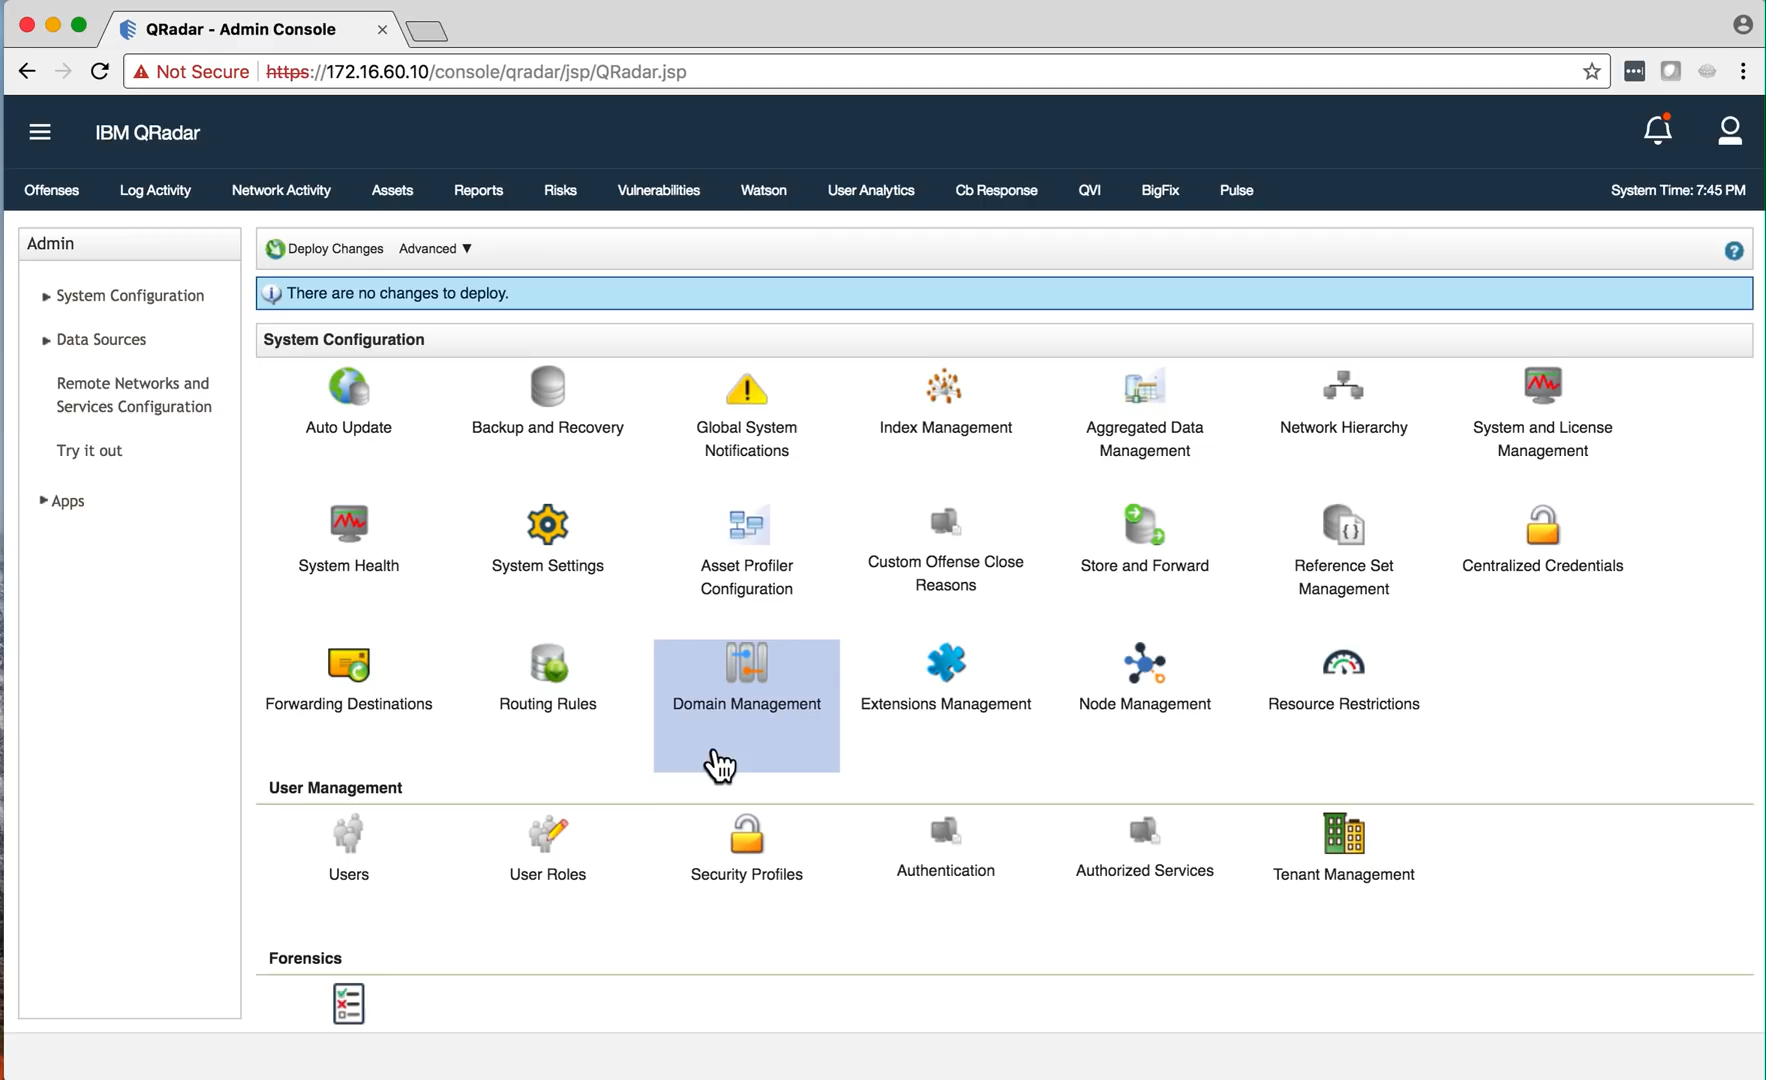 QRadar - Admin Console
Not Secure https://172.16.60.10/console/qradar/jsp/QRadar.jsp
IBM QRadar
Offenses Log Activity Network Activity Assets Reports Risks Vulnerabilities Watson User Analytics Cb Response QVI BigFix Pulse System Time: 7:45 PM
Admin
System Configuration
Data Sources
Remote Networks and
Services Configuration
Try it out
Apps
Deploy Changes Advanced ▼
There are no changes to deploy.
System Configuration
Auto Update
Backup and Recovery
Global System
Notifications
Index Management
Aggregated Data
Management
Network Hierarchy
System and License
Management
System Health
System Settings
Asset Profiler
Configuration
Custom Offense Close
Reasons
Store and Forward
Reference Set
Management
Centralized Credentials
Forwarding Destinations
Routing Rules
Domain Management
Extensions Management
Node Management
Resource Restrictions
User Management
Users
User Roles
Security Profiles
Authentication
Authorized Services
Tenant Management
Forensics